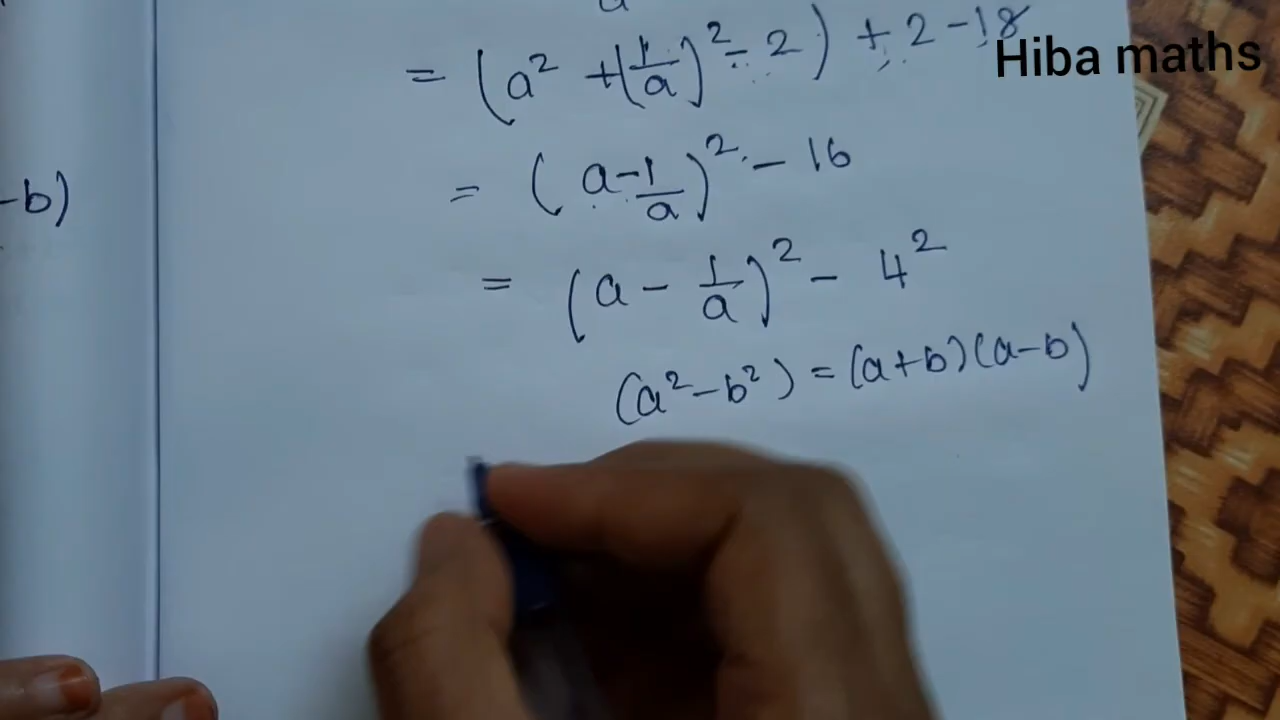 = (a² + (1/a)² - 2) + 2 - 18
Hiba maths
-b)
= (a - 1/a)² - 16
= (a - 1/a)² - 4²
(a² - b²) = (a+b)(a-b)